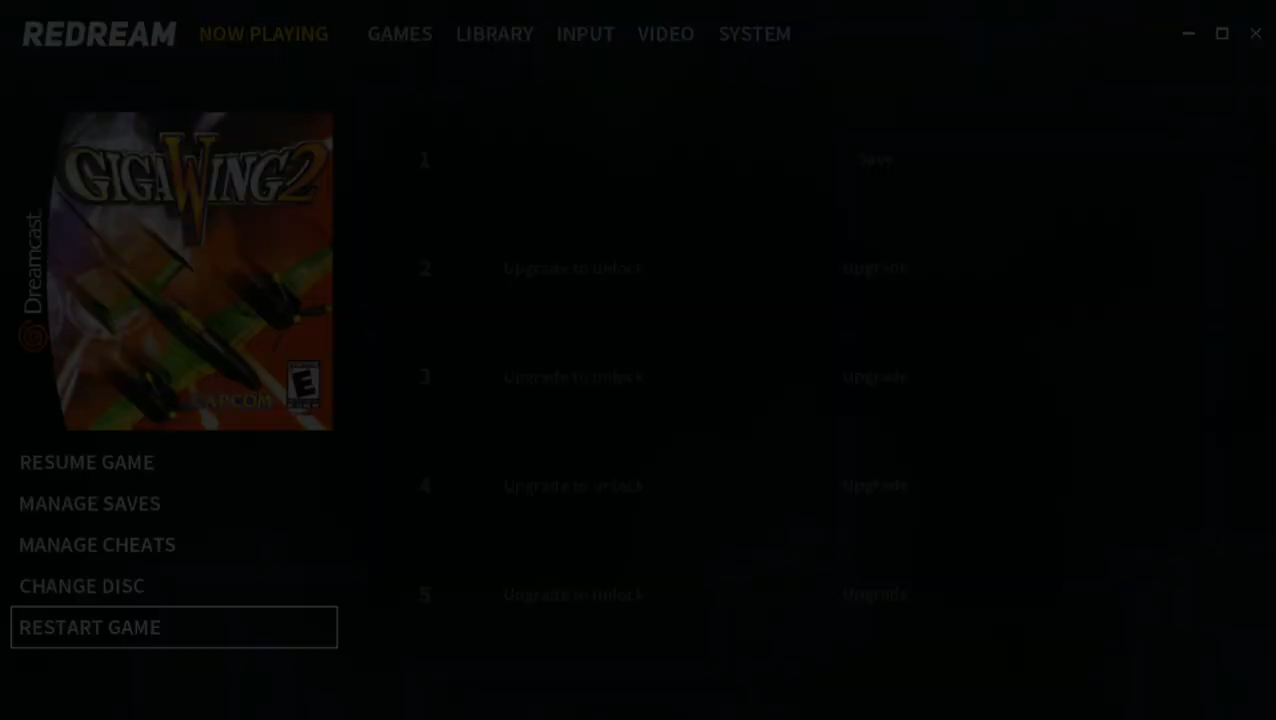 REDREAM NOW PLAYING GAMES LIBRARY INPUT VIDEO SYSTEM
GIGAWING2
Dreamcast.
CAPCOM
E
1 Save
2 Upgrade to unlock Upgrade
3 Upgrade to unlock Upgrade
4 Upgrade to unlock Upgrade
5 Upgrade to unlock Upgrade
RESUME GAME
MANAGE SAVES
MANAGE CHEATS
CHANGE DISC
RESTART GAME